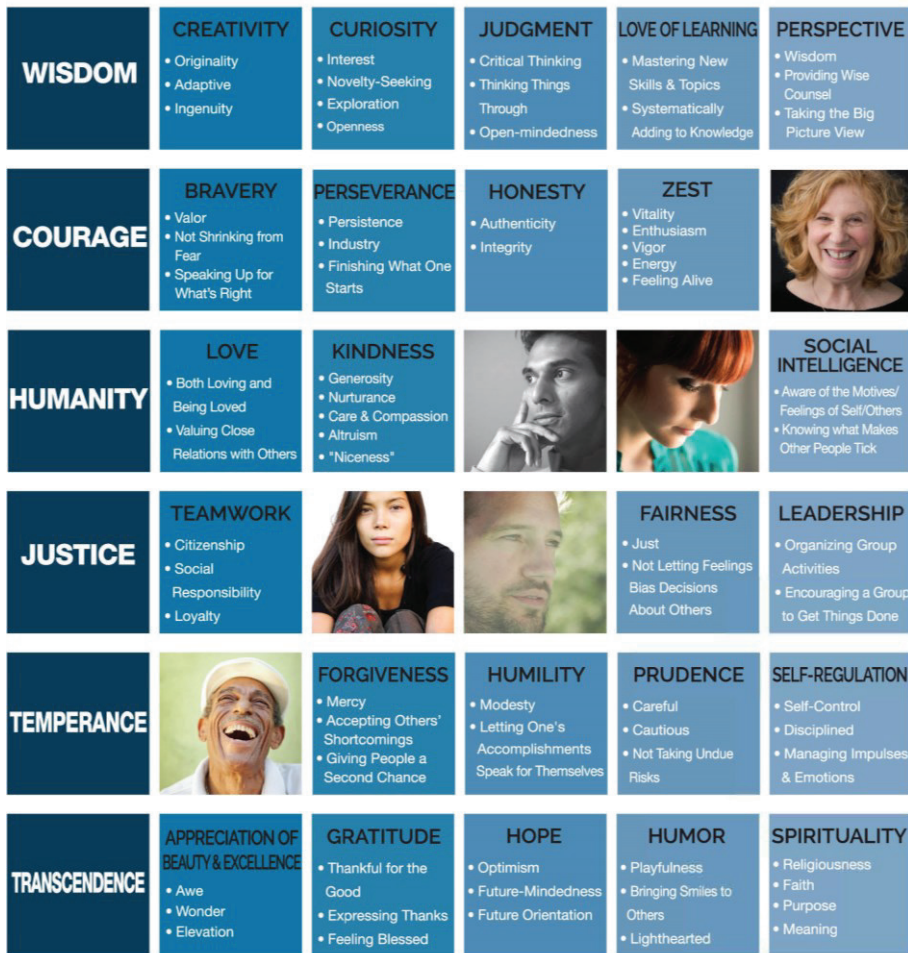 WISDOM
CREATIVITY
• Originality
• Adaptive
• Ingenuity
CURIOSITY
• Interest
• Novelty-Seeking
• Exploration
• Openness
JUDGMENT
• Critical Thinking
• Thinking Things
Through
• Open-mindedness
LOVE OF LEARNING
• Mastering New
Skills & Topics
• Systematically
Adding to Knowledge
PERSPECTIVE
• Wisdom
• Providing Wise
Counsel
• Taking the Big
Picture View
COURAGE
BRAVERY
• Valor
• Not Shrinking from
Fear
• Speaking Up for
What's Right
PERSEVERANCE
• Persistence
• Industry
• Finishing What One
Starts
HONESTY
• Authenticity
• Integrity
ZEST
• Vitality
• Enthusiasm
• Vigor
• Energy
• Feeling Alive
HUMANITY
LOVE
• Both Loving and
Being Loved
• Valuing Close
Relations with Others
KINDNESS
• Generosity
• Nurturance
• Care & Compassion
• Altruism
• "Niceness"
SOCIAL
INTELLIGENCE
• Aware of the Motives/
Feelings of Self/Others
• Knowing what Makes
Other People Tick
JUSTICE
TEAMWORK
• Citizenship
• Social
Responsibility
• Loyalty
FAIRNESS
• Just
• Not Letting Feelings
Bias Decisions
About Others
LEADERSHIP
• Organizing Group
Activities
• Encouraging a Group
to Get Things Done
TEMPERANCE
FORGIVENESS
• Mercy
• Accepting Others'
Shortcomings
• Giving People a
Second Chance
HUMILITY
• Modesty
• Letting One's
Accomplishments
Speak for Themselves
PRUDENCE
• Careful
• Cautious
• Not Taking Undue
Risks
SELF-REGULATION
• Self-Control
• Disciplined
• Managing Impulses
& Emotions
TRANSCENDENCE
APPRECIATION OF
BEAUTY & EXCELLENCE
• Awe
• Wonder
• Elevation
GRATITUDE
• Thankful for the
Good
• Expressing Thanks
• Feeling Blessed
HOPE
• Optimism
• Future-Mindedness
• Future Orientation
HUMOR
• Playfulness
• Bringing Smiles to
Others
• Lighthearted
SPIRITUALITY
• Religiousness
• Faith
• Purpose
• Meaning